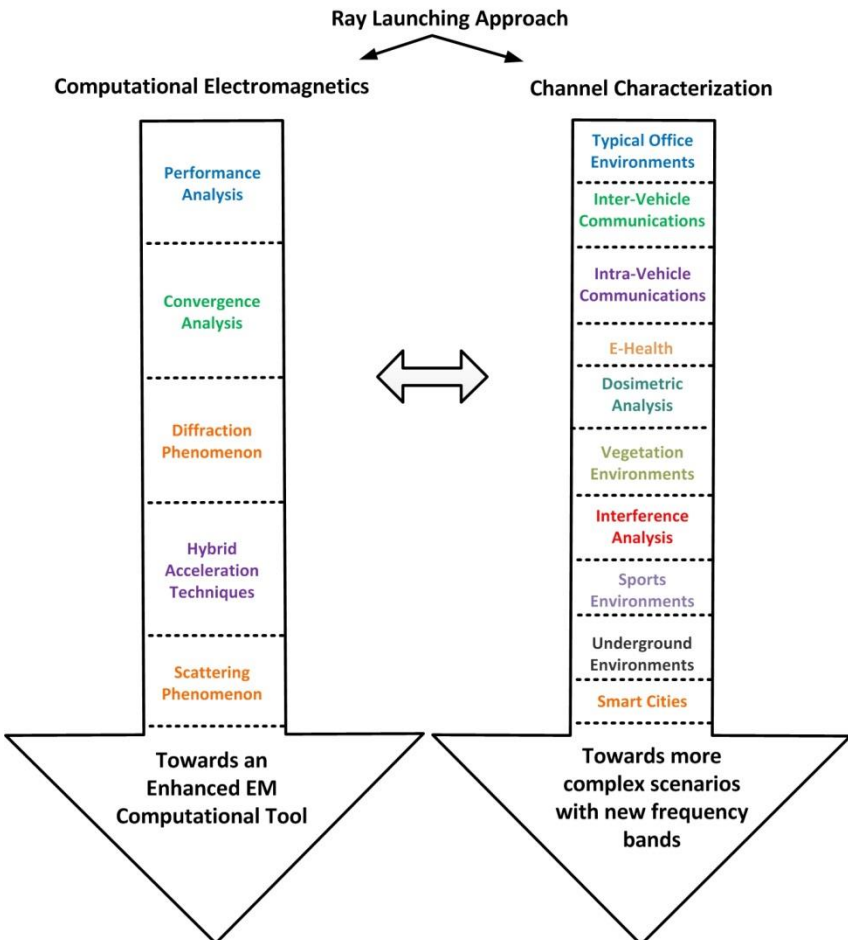 Ray Launching Approach
Computational Electromagnetics
Performance
Analysis
Convergence
Analysis
Diffraction
Phenomenon
Hybrid
Acceleration
Techniques
Scattering
Phenomenon
Towards an
Enhanced EM
Computational Tool
Channel Characterization
Typical Office
Environments
Inter-Vehicle
Communications
Intra-Vehicle
Communications
E-Health
Dosimetric
Analysis
Vegetation
Environments
Interference
Analysis
Sports
Environments
Underground
Environments
Smart Cities
Towards more
complex scenarios
with new frequency
bands